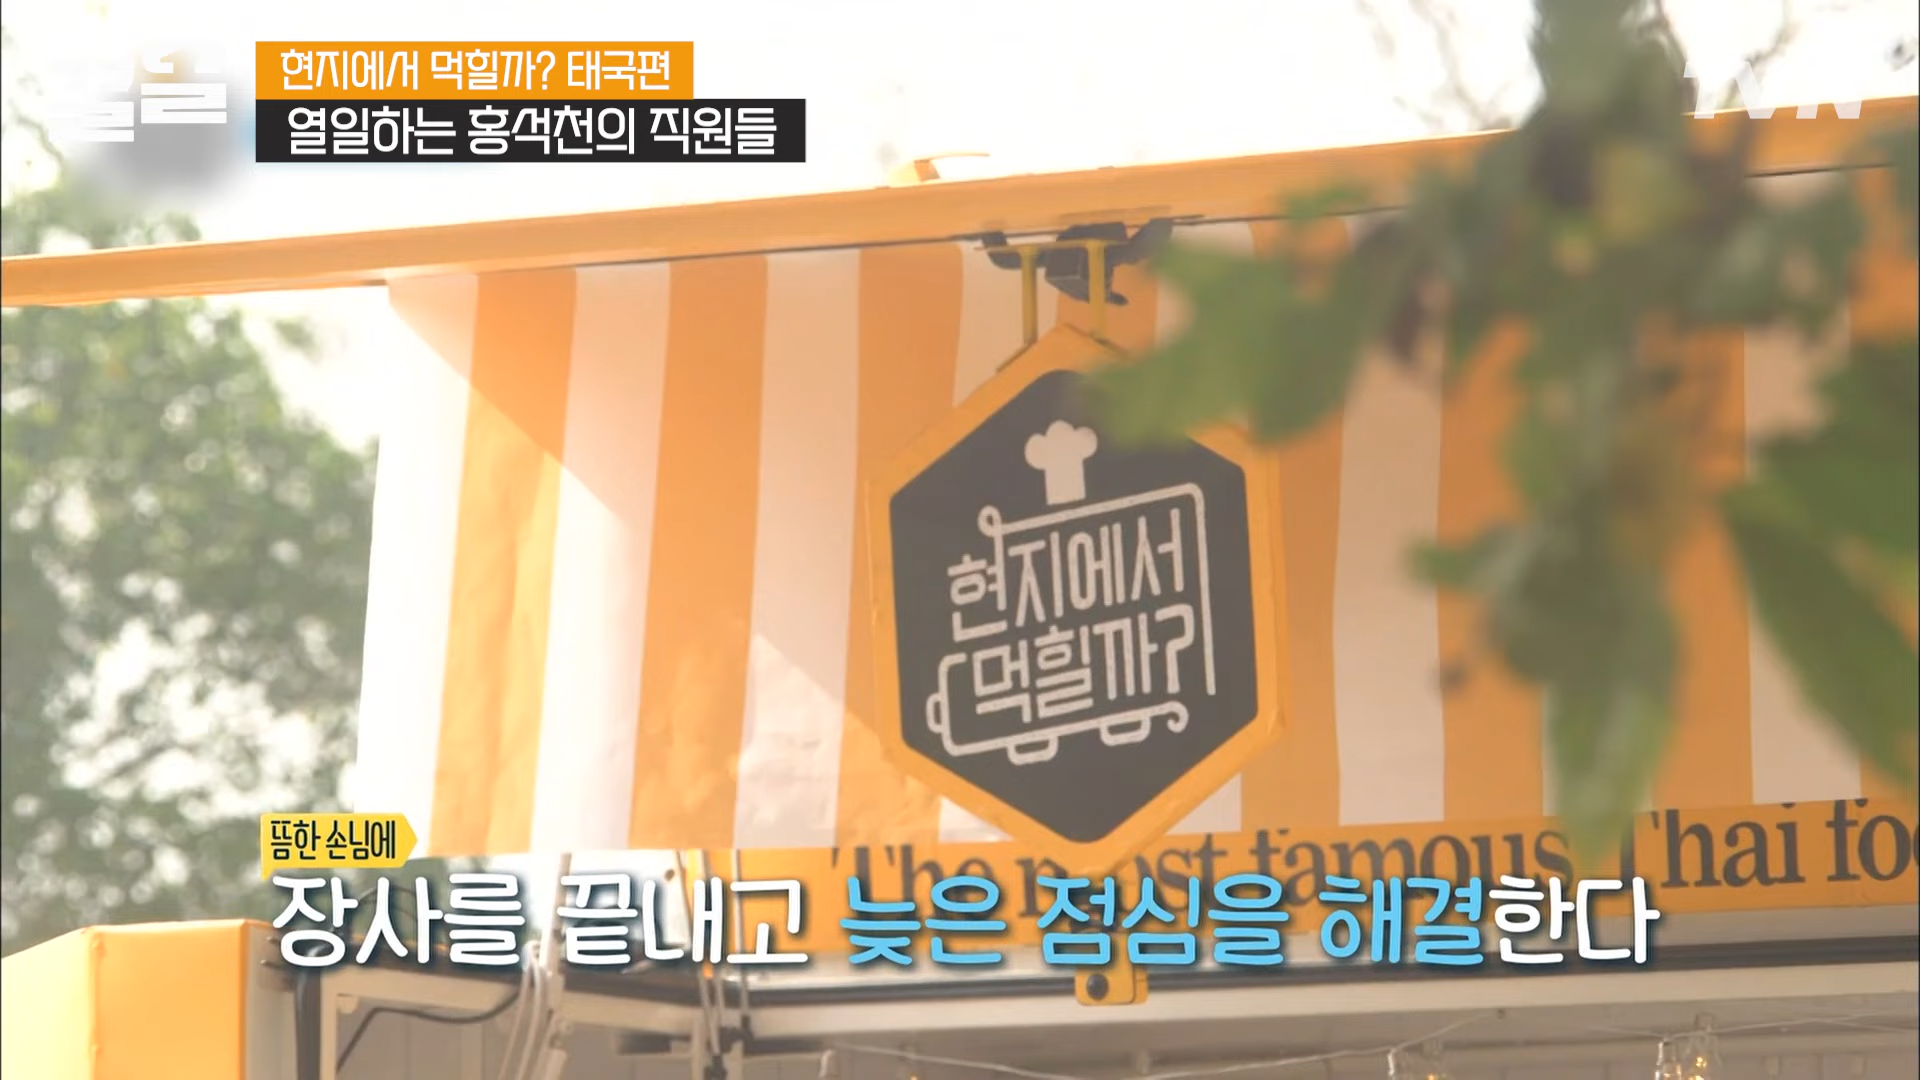 현지에서 먹힐까? 태국편
열일하는 홍석천의 직원들
tvN
현지에서
먹힐까?
The most famous Thai
뜸한 손님에
장사를 끝내고 늦은 점심을 해결한다